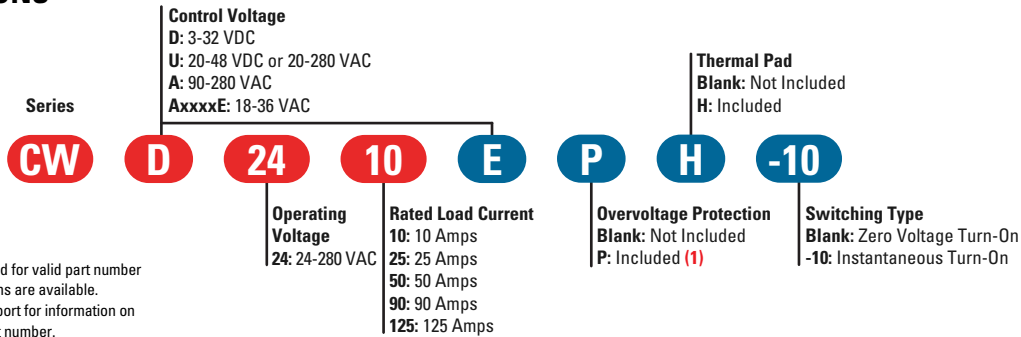 Control Voltage
D: 3-32 VDC
U: 20-48 VDC or 20-280 VAC
A: 90-280 VAC
AxxxxE: 18-36 VAC
Thermal Pad
Blank: Not Included
H: Included
Series
CW D 24 10 E P H -10
Operating
Voltage
24: 24-280 VAC
Rated Load Current
10: 10 Amps
25: 25 Amps
50: 50 Amps
90: 90 Amps
125: 125 Amps
Overvoltage Protection
Blank: Not Included
P: Included (1)
Switching Type
Blank: Zero Voltage Turn-On
-10: Instantaneous Turn-On
d for valid part number
ns are available.
port for information on
t number.